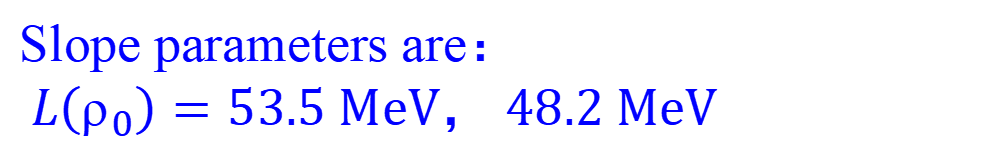 Slope parameters are：
L(ρ₀) = 53.5 MeV， 48.2 MeV